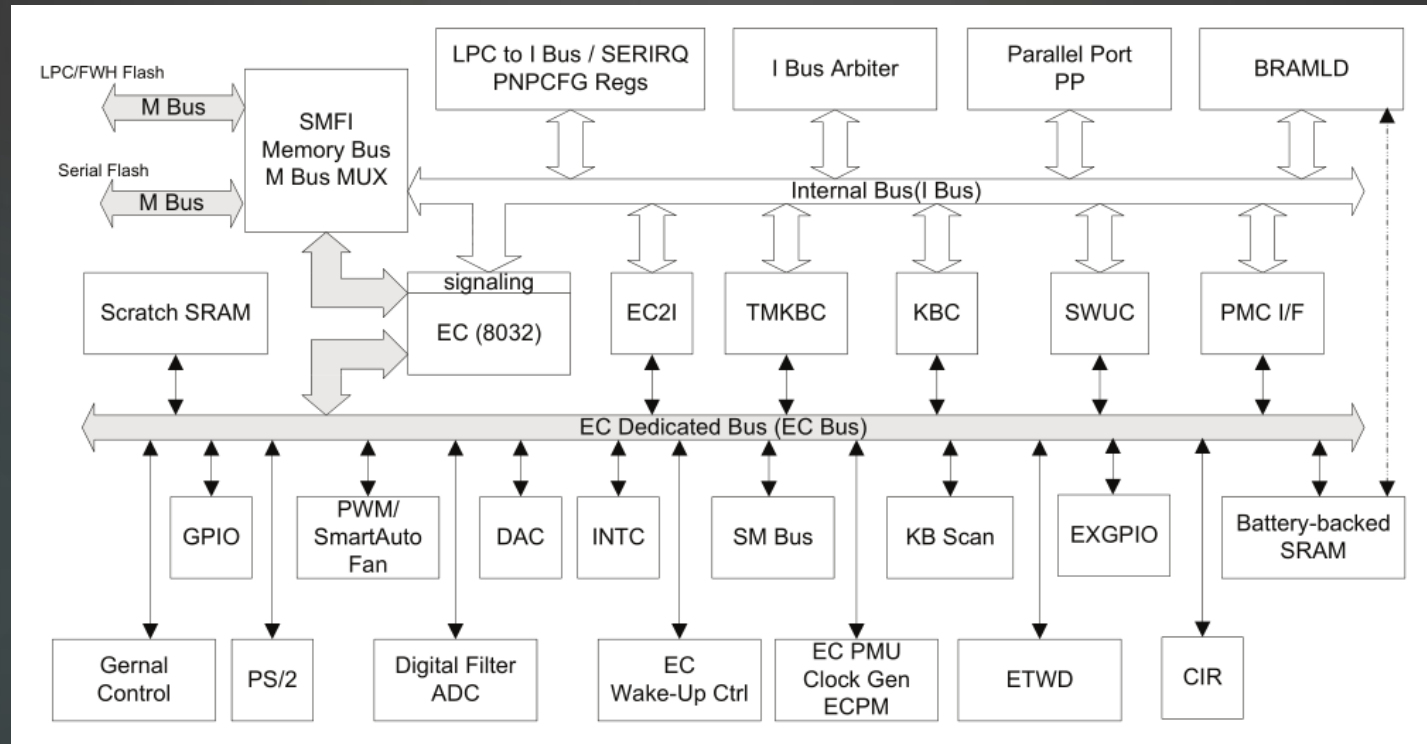 LPC/FWH Flash
M Bus
Serial Flash
M Bus
SMFI
Memory Bus
M Bus MUX
LPC to I Bus / SERIRQ
PNPCFG Regs
I Bus Arbiter
Parallel Port
PP
BRAMLD
Internal Bus(I Bus)
Scratch SRAM
signaling
EC (8032)
EC2I
TMKBC
KBC
SWUC
PMC I/F
EC Dedicated Bus (EC Bus)
GPIO
PWM/
SmartAuto
Fan
DAC
INTC
SM Bus
KB Scan
EXGPIO
Battery-backed
SRAM
Gernal
Control
PS/2
Digital Filter
ADC
EC
Wake-Up Ctrl
EC PMU
Clock Gen
ECPM
ETWD
CIR